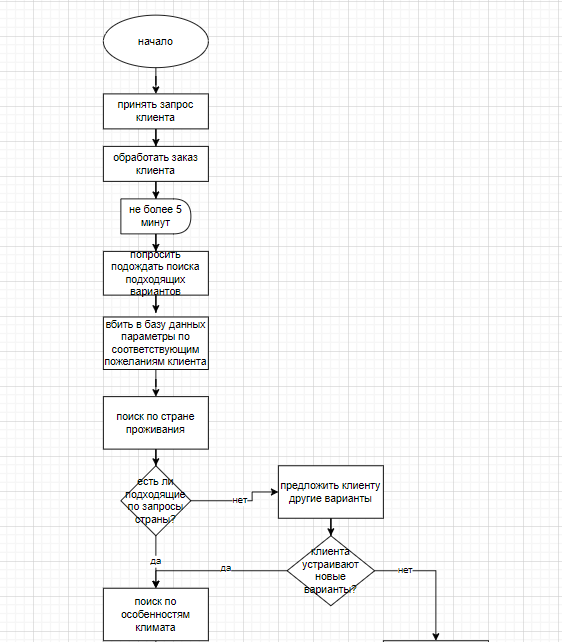 начало
принять запрос
клиента
обработать заказ
клиента
не более 5
минут
попросить
подождать поиска
подходящих
вариантов
вбить в базу данных
параметры по
соответствующим
пожеланиям клиента
поиск по стране
проживания
есть ли
подходящие
по запросы
страны?
нет
предложить клиенту
другие варианты
клиента
устраивают
новые
варианты?
да
да
нет
поиск по
особенностям
климата